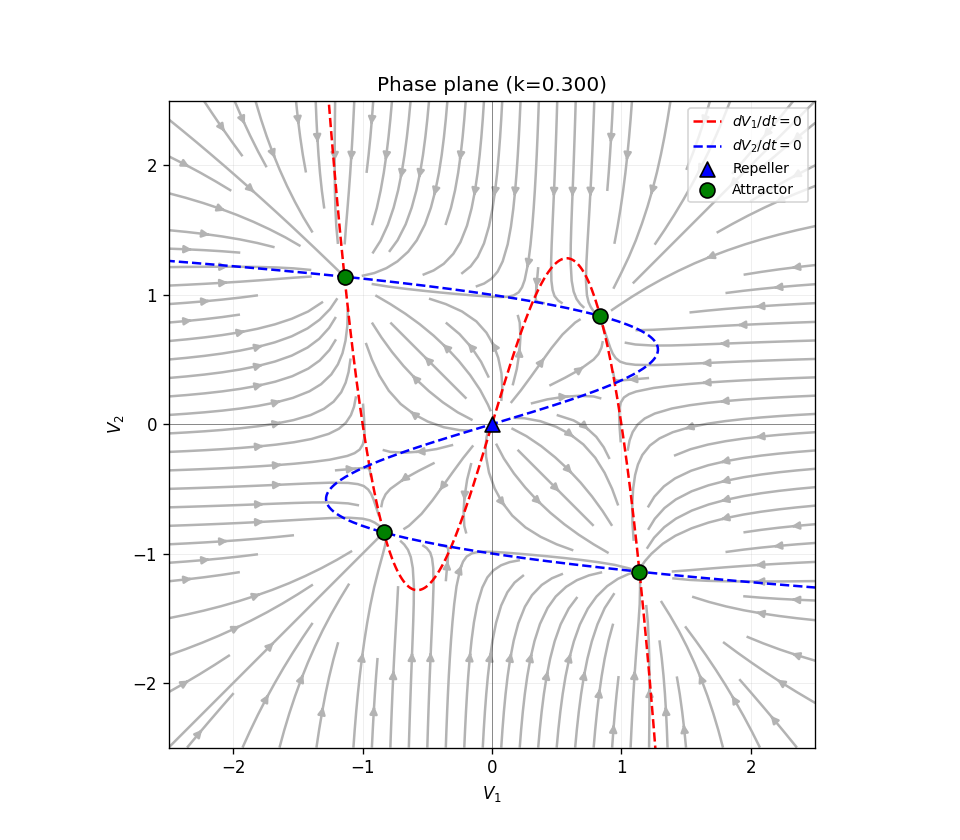 Phase plane (k=0.300)
dV₁/dt = 0
dV₂/dt = 0
Repeller
Attractor
V₂
2
1
0
−1
−2
−2 −1 0 1 2
V₁